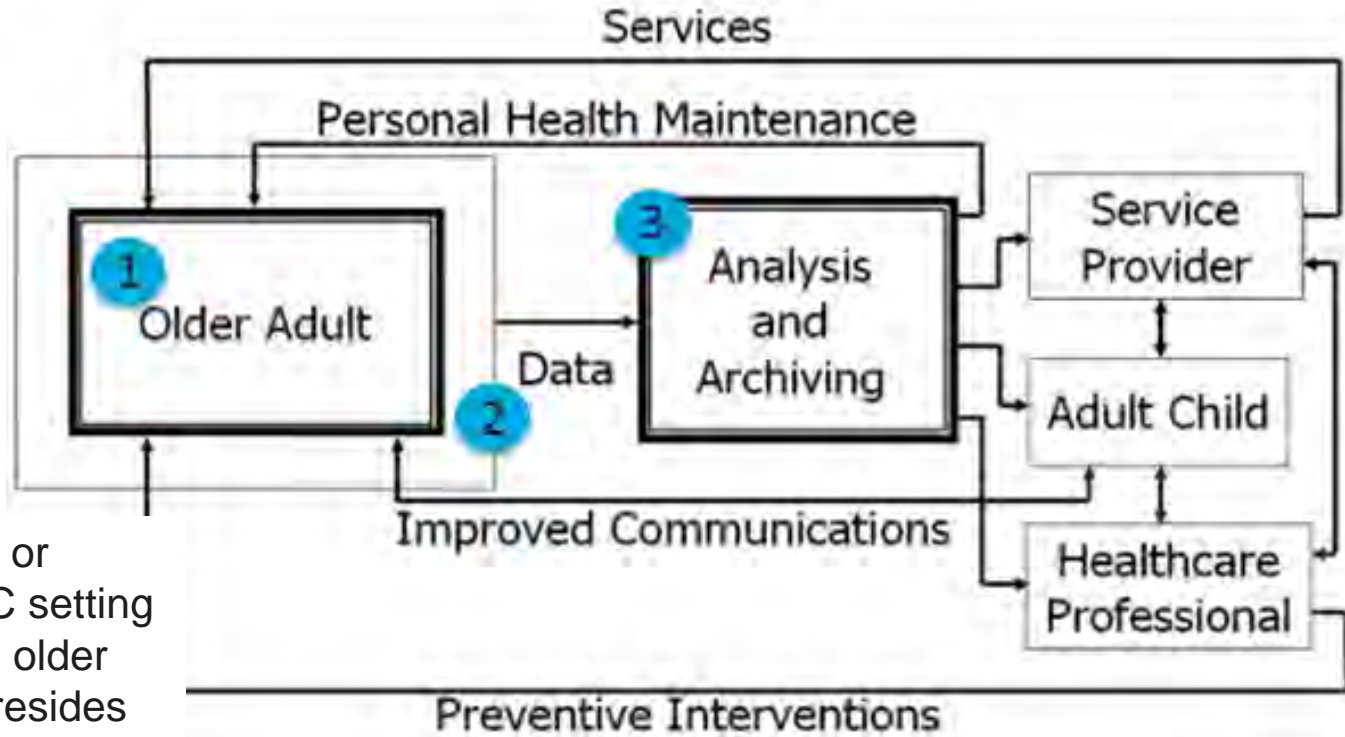 Services
Personal Health Maintenance
1
Older Adult
2
Data
3
Analysis
and
Archiving
Service
Provider
Adult Child
Healthcare
Professional
Improved Communications
or
C setting
older
resides
Preventive Interventions